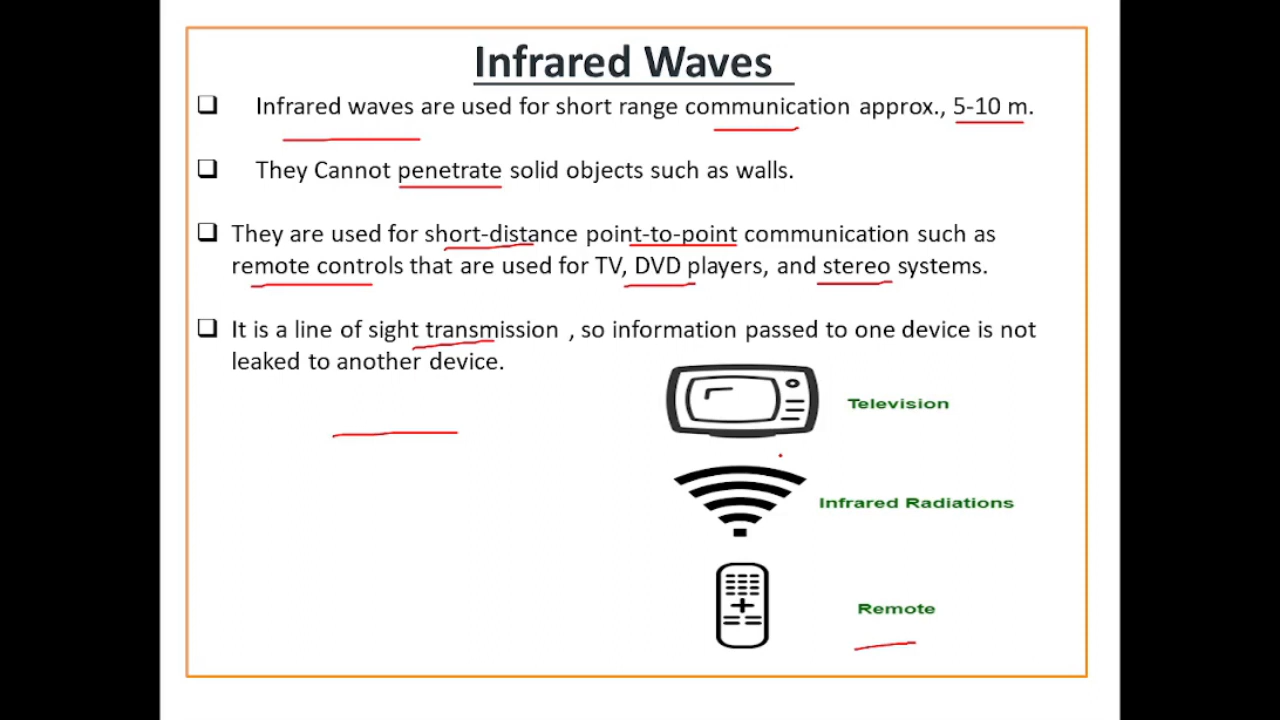 Infrared Waves
Infrared waves are used for short range communication approx., 5-10 m.
They Cannot penetrate solid objects such as walls.
They are used for short-distance point-to-point communication such as
remote controls that are used for TV, DVD players, and stereo systems.
It is a line of sight transmission , so information passed to one device is not
leaked to another device.
Television
Infrared Radiations
Remote